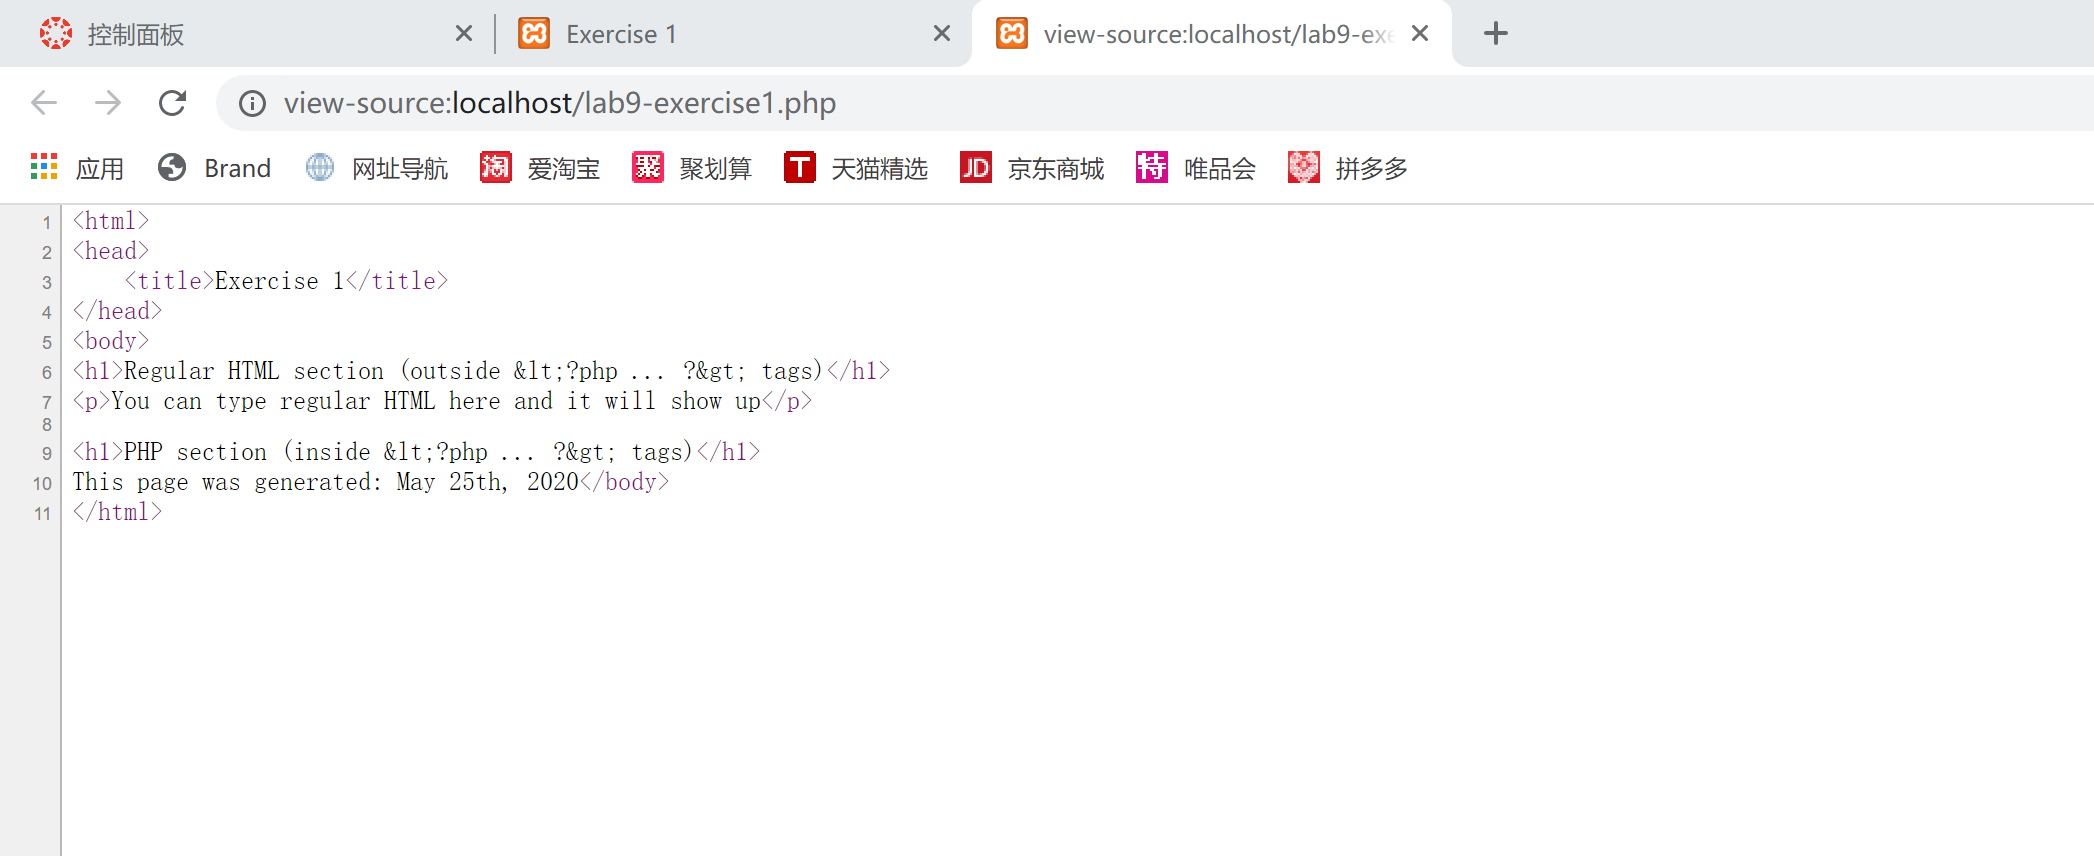 控制面板 Exercise 1 view-source:localhost/lab9-exe
view-source:localhost/lab9-exercise1.php
应用 Brand 网址导航 淘 爱淘宝 聚 聚划算 T 天猫精选 JD 京东商城 特 唯品会 拼多多
1 <html>
2 <head>
3 <title>Exercise 1</title>
4 </head>
5 <body>
6 <h1>Regular HTML section (outside &lt;?php ... ?&gt; tags)</h1>
7 <p>You can type regular HTML here and it will show up</p>
8
9 <h1>PHP section (inside &lt;?php ... ?&gt; tags)</h1>
10 This page was generated: May 25th, 2020</body>
11 </html>